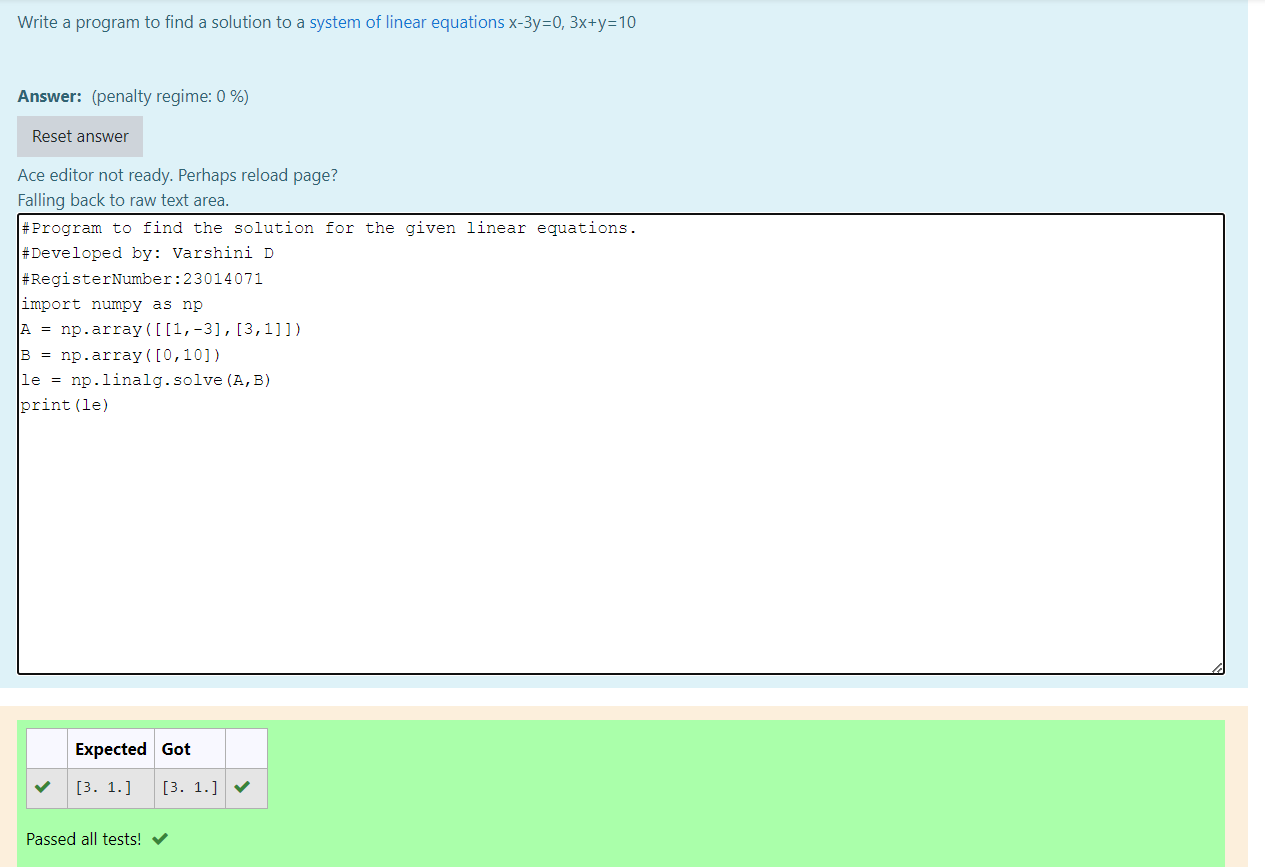 Write a program to find a solution to a system of linear equations x-3y=0, 3x+y=10
Answer: (penalty regime: 0 %)
Reset answer
Ace editor not ready. Perhaps reload page?
Falling back to raw text area.
#Program to find the solution for the given linear equations.
#Developed by: Varshini D
#RegisterNumber:23014071
import numpy as np
A = np.array([[1,-3],[3,1]])
B = np.array([0,10])
le = np.linalg.solve(A,B)
print(le)
Expected Got
[3. 1.] [3. 1.]
Passed all tests!